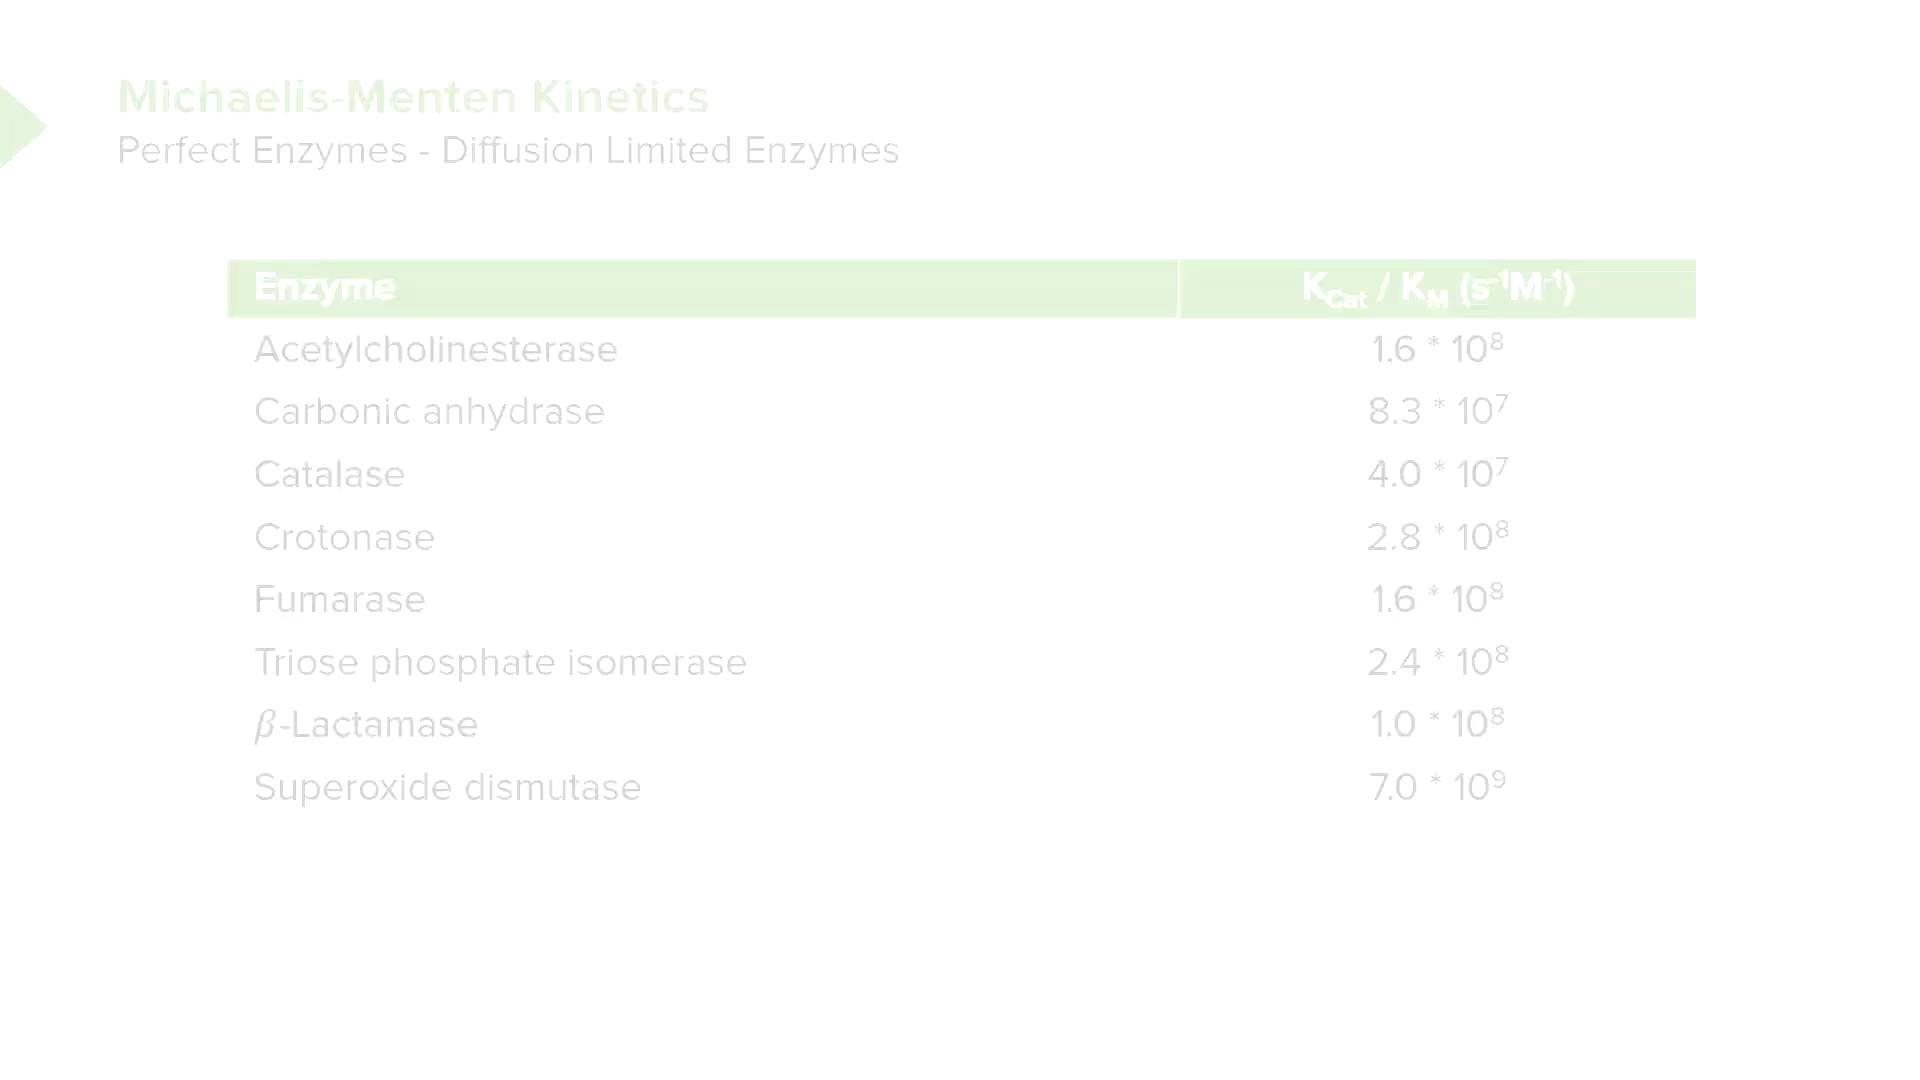 Michaelis-Menten Kinetics
Perfect Enzymes - Diffusion Limited Enzymes
Enzyme K_Cat / K_M (s⁻¹M⁻¹)
Acetylcholinesterase 1.6 * 10⁸
Carbonic anhydrase 8.3 * 10⁷
Catalase 4.0 * 10⁷
Crotonase 2.8 * 10⁸
Fumarase 1.6 * 10⁸
Triose phosphate isomerase 2.4 * 10⁸
β-Lactamase 1.0 * 10⁸
Superoxide dismutase 7.0 * 10⁹